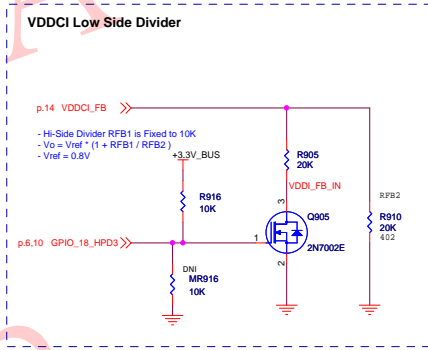 VDDCI Low Side Divider
p.14 VDDCI_FB
- Hi-Side Divider RFB1 is Fixed to 10K
- Vo = Vref * (1 + RFB1 / RFB2 )
- Vref = 0.8V
+3.3V_BUS
R905
20K
VDDI_FB_IN
R916
10K
3
RFB2
Q905
R910
20K
402
p.6,10 GPIO_18_HPD3
1
2N7002E
2
DNI
MR916
10K